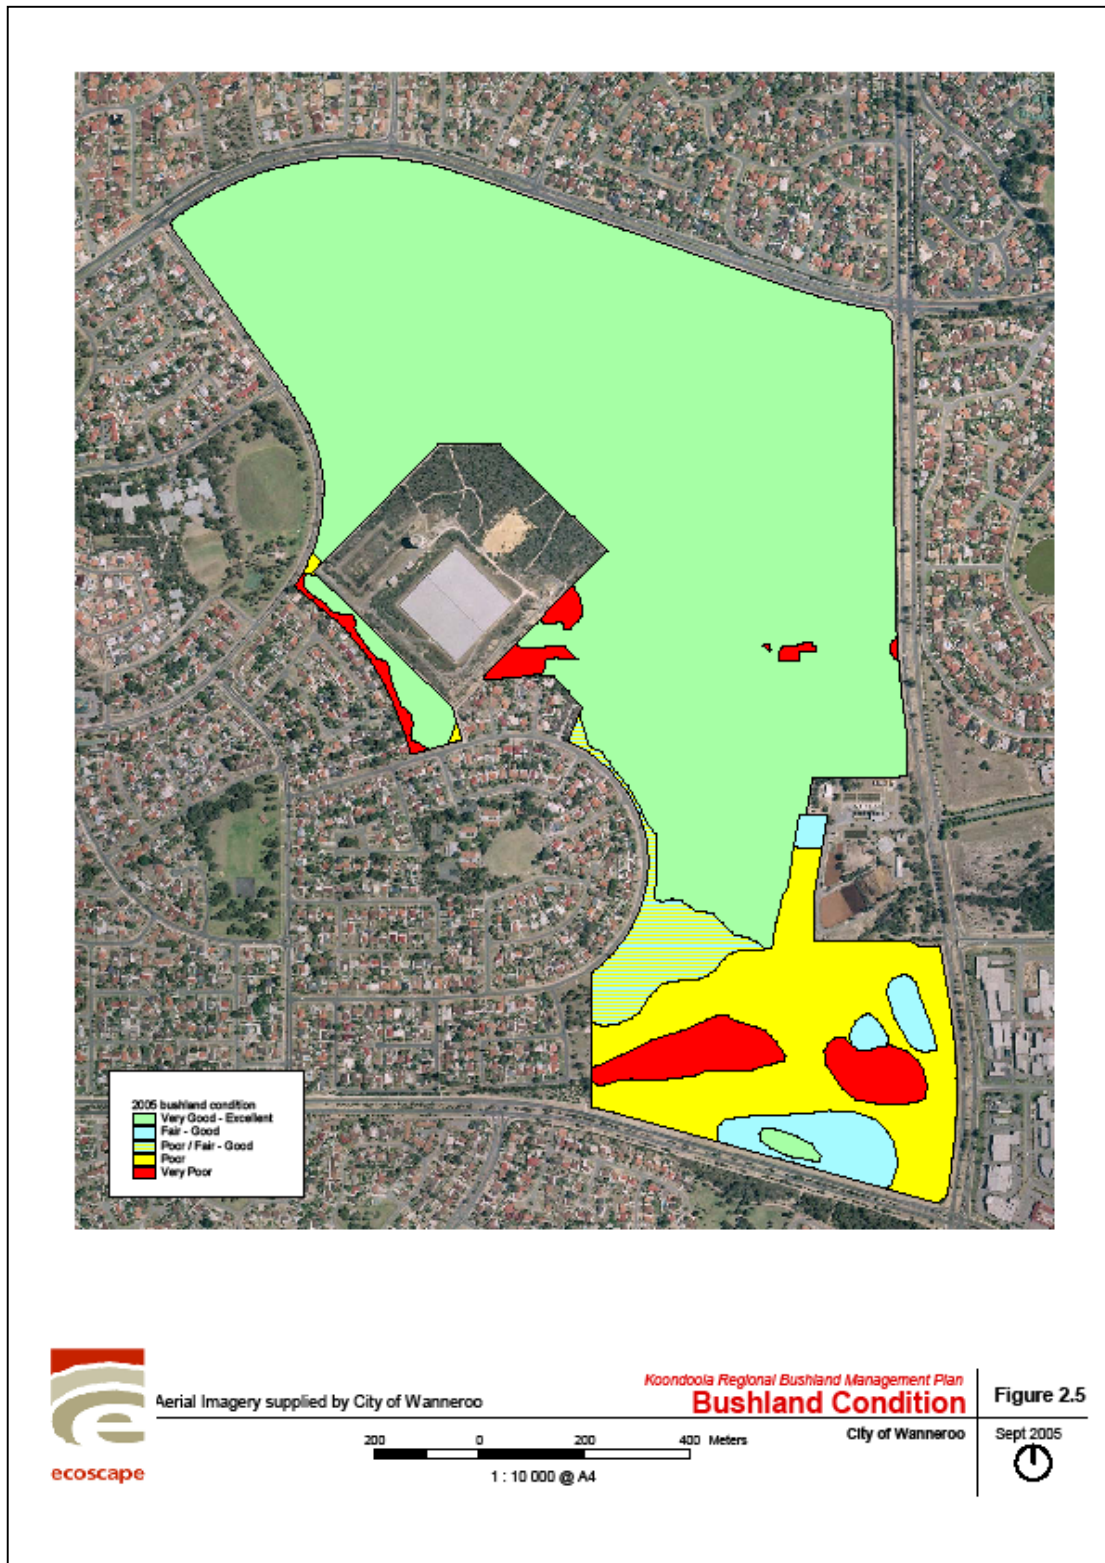 2005 bushland condition
Very Good - Excellent
Fair - Good
Poor / Fair - Good
Poor
Very Poor
ecoscape
Aerial Imagery supplied by City of Wanneroo
Koondoola Regional Bushland Management Plan
Bushland Condition
City of Wanneroo
Figure 2.5
Sept 2005
200 0 200 400 Meters
1 : 10 000 @ A4